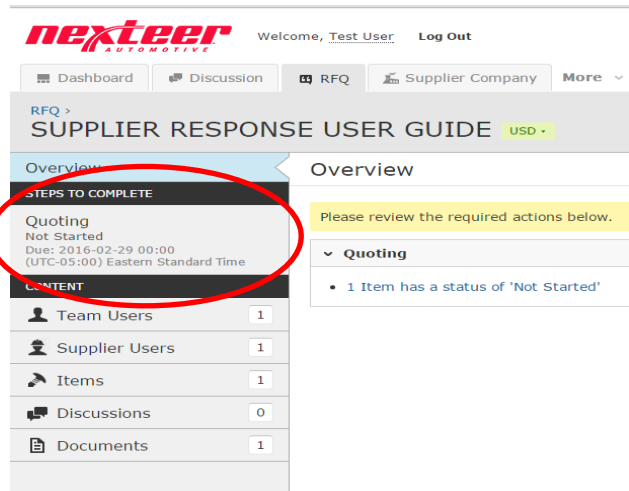 nexteer
AUTOMOTIVE
Welcome, Test User Log Out
Dashboard Discussion RFQ Supplier Company More
RFQ ›
SUPPLIER RESPONSE USER GUIDE USD
Overview
STEPS TO COMPLETE
Quoting
Not Started
Due: 2016-02-29 00:00
(UTC-05:00) Eastern Standard Time
CONTENT
Team Users 1
Supplier Users 1
Items 1
Discussions 0
Documents 1
Overview
Please review the required actions below.
Quoting
• 1 Item has a status of 'Not Started'